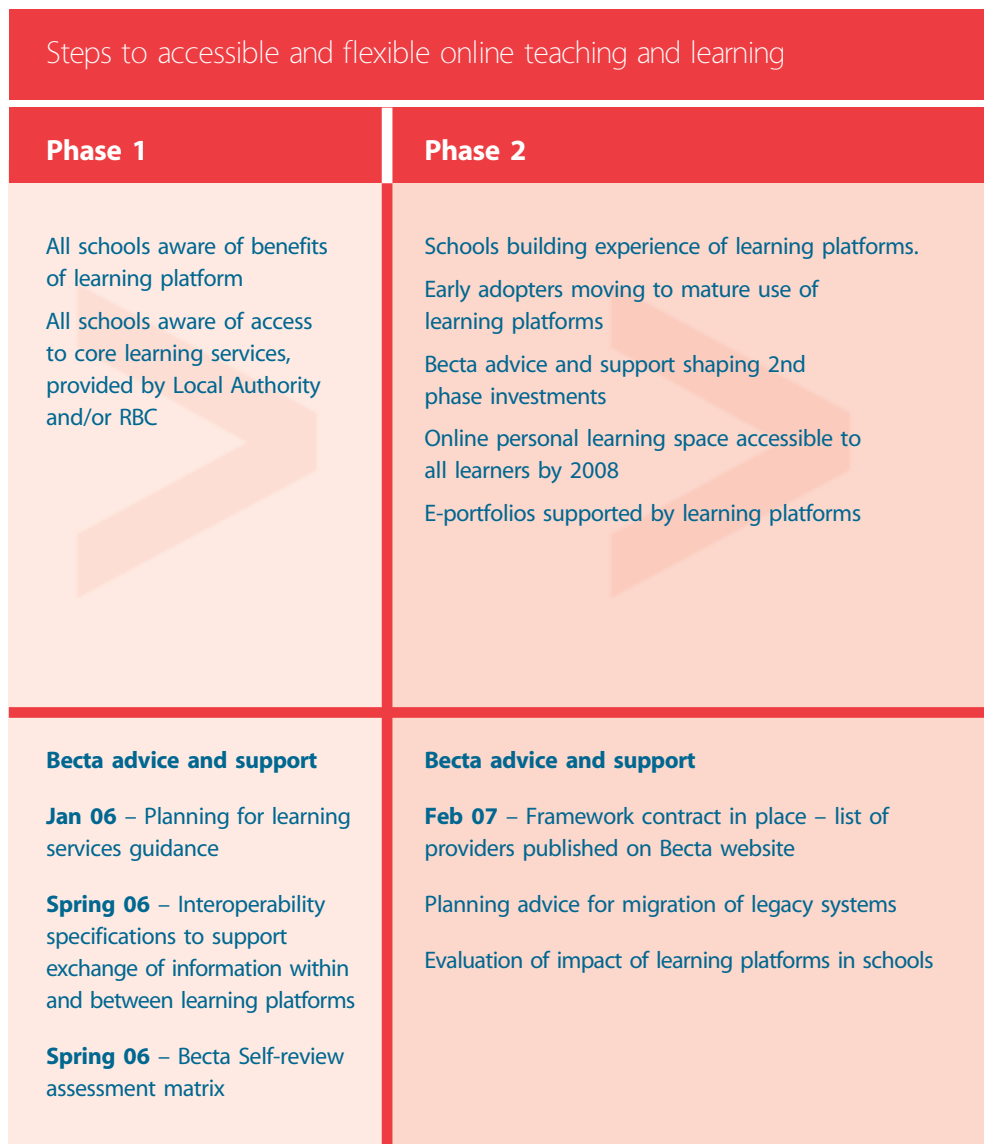 Steps to accessible and flexible online teaching and learning
Phase 1
All schools aware of benefits
of learning platform
All schools aware of access
to core learning services,
provided by Local Authority
and/or RBC
Becta advice and support
Jan 06 – Planning for learning
services guidance
Spring 06 – Interoperability
specifications to support
exchange of information within
and between learning platforms
Spring 06 – Becta Self-review
assessment matrix
Phase 2
Schools building experience of learning platforms.
Early adopters moving to mature use of
learning platforms
Becta advice and support shaping 2nd
phase investments
Online personal learning space accessible to
all learners by 2008
E-portfolios supported by learning platforms
Becta advice and support
Feb 07 – Framework contract in place – list of
providers published on Becta website
Planning advice for migration of legacy systems
Evaluation of impact of learning platforms in schools